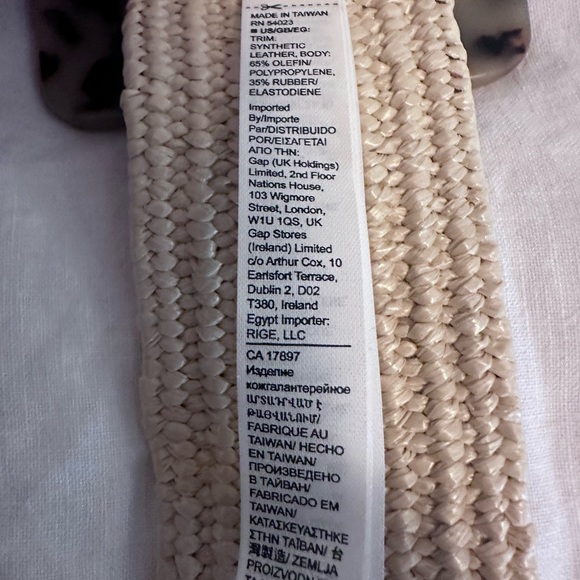 MADE IN TAIWAN
RN 54023
US/GB/EG:
TRIM:
SYNTHETIC
LEATHER, BODY:
65% OLEFIN/
POLYPROPYLENE,
35% RUBBER/
ELASTODIENE
Imported
By/Importe
Par/DISTRIBUIDO
POR/ΕΙΣΑΓΕΤΑΙ
ΑΠΟ ΤΗΝ:
Gap (UK Holdings)
Limited, 2nd Floor
Nations House,
103 Wigmore
Street, London,
W1U 1QS, UK
Gap Stores
(Ireland) Limited
c/o Arthur Cox, 10
Earlsfort Terrace,
Dublin 2, D02
T380, Ireland
Egypt Importer:
RIGE, LLC
CA 17897
Изделие
кожгалантерейное
ԱՐՏԱԴՐՎԱԾ Է
ԹԱՅՎԱՆՈՒՄ/
FABRIQUE AU
TAIWAN/ HECHO
EN TAIWAN/
ПРОИЗВЕДЕНО
В ТАЙВАН/
FABRICADO EM
TAIWAN/
ΚΑΤΑΣΚΕΥΑΣΤΗΚΕ
ΣΤΗΝ ΤΑΪΒΑΝ/ 台
灣製造/ ZEMLJA
PROIZVODNJE